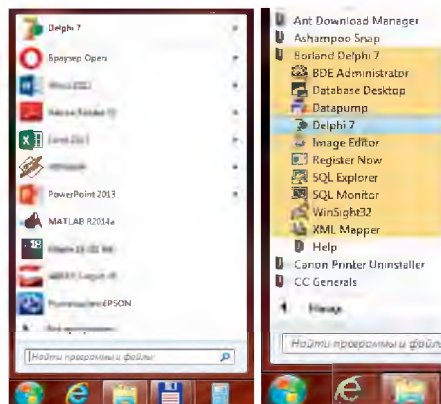 Delphi 7
Браузер Opera
PowerPoint 2013
MATLAB R2014a
EPSON
Найти программы и файлы
Ant Download Manager
Ashampoo Snap
Borland Delphi 7
BDE Administrator
Database Desktop
Datapump
Delphi 7
Image Editor
Register Now
SQL Explorer
SQL Monitor
WinSight32
XML Mapper
Help
Canon Printer Uninstaller
CC Generals
Назад
Найти программы и файлы